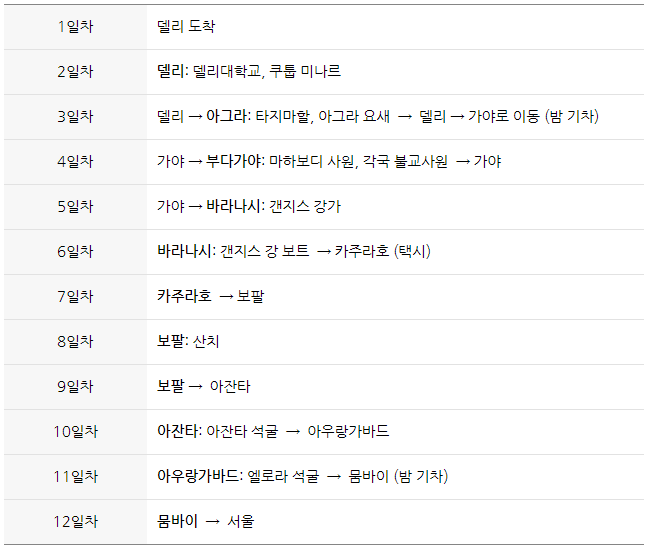 1일차 델리 도착
2일차 델리: 델리대학교, 쿠툽 미나르
3일차 델리 → 아그라: 타지마할, 아그라 요새 → 델리 → 가야로 이동 (밤 기차)
4일차 가야 → 부다가야: 마하보디 사원, 각국 불교사원 → 가야
5일차 가야 → 바라나시: 갠지스 강가
6일차 바라나시: 갠지스 강 보트 → 카주라호 (택시)
7일차 카주라호 → 보팔
8일차 보팔: 산치
9일차 보팔 → 아잔타
10일차 아잔타: 아잔타 석굴 → 아우랑가바드
11일차 아우랑가바드: 엘로라 석굴 → 뭄바이 (밤 기차)
12일차 뭄바이 → 서울